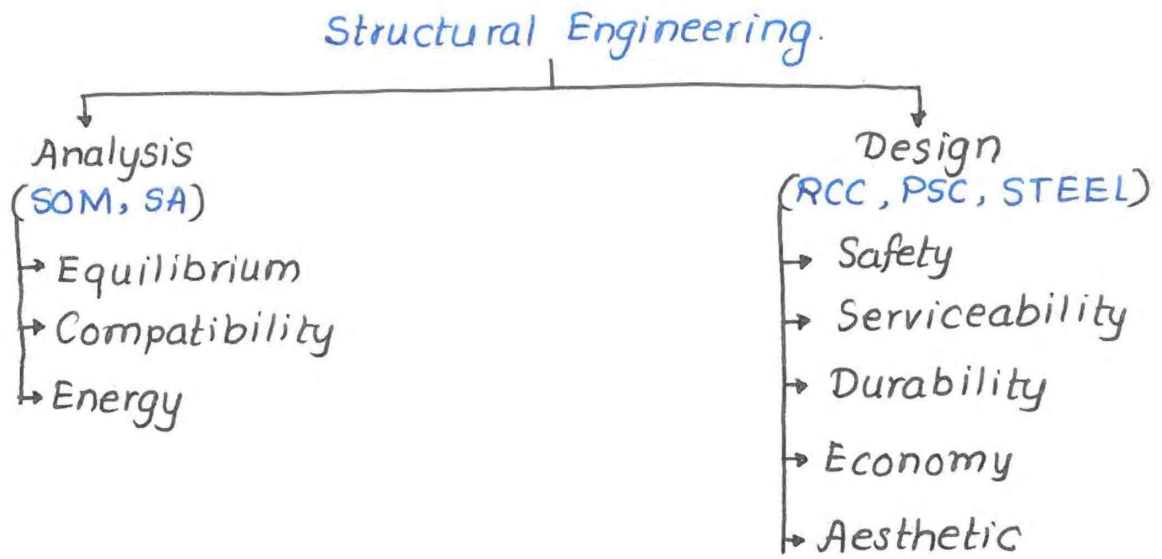 Structural Engineering.
Analysis
(SOM, SA)
Equilibrium
Compatibility
Energy
Design
(RCC, PSC, STEEL)
Safety
Serviceability
Durability
Economy
Aesthetic